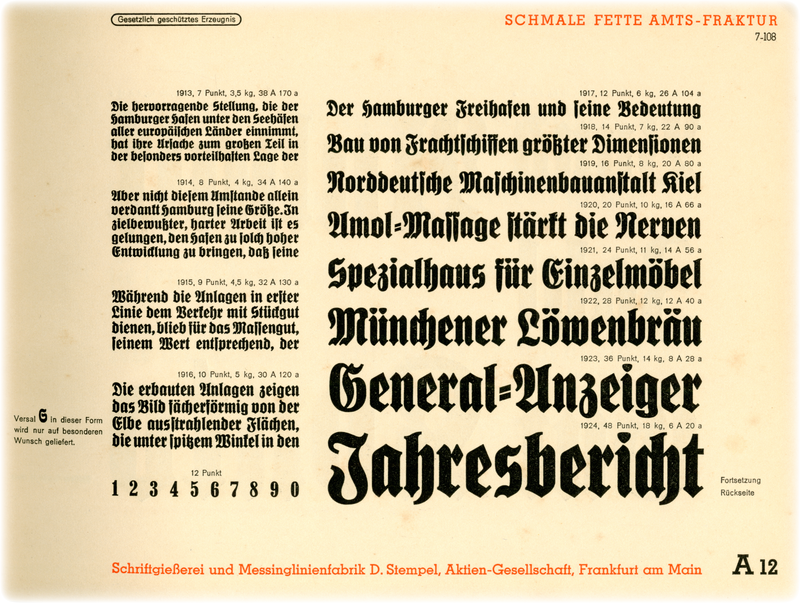 Gesetzlich geschütztes Erzeugnis
SCHMALE FETTE AMTS-FRAKTUR
7-108
1913, 7 Punkt, 3,5 kg, 38 A 170 a
Die hervorragende Stellung, die der
Hamburger Hafen unter den Seehäfen
aller europäischen Länder einnimmt,
hat ihre Ursache zum großen Teil in
der besonders vorteilhaften Lage der
1914, 8 Punkt, 4 kg, 34 A 140 a
Aber nicht diesem Umstande allein
verdankt Hamburg seine Größe. In
zielbewußter, harter Arbeit ist es
gelungen, den Hafen zu solch hoher
Entwicklung zu bringen, daß seine
1915, 9 Punkt, 4,5 kg, 32 A 130 a
Während die Anlagen in erster
Linie dem Verkehr mit Stückgut
dienen, blieb für das Massengut,
seinem Wert entsprechend, der
1916, 10 Punkt, 5 kg, 30 A 120 a
Die erbauten Anlagen zeigen
das Bild fächerförmig von der
Elbe ausstrahlender Flächen,
die unter spitzem Winkel in den
Versal G in dieser Form
wird nur auf besonderen
Wunsch geliefert.
12 Punkt
1 2 3 4 5 6 7 8 9 0
1917, 12 Punkt, 6 kg, 26 A 104 a
Der Hamburger Freihafen und seine Bedeutung
1918, 14 Punkt, 7 kg, 22 A 90 a
Bau von Frachtschiffen größter Dimensionen
1919, 16 Punkt, 8 kg, 20 A 80 a
Norddeutsche Maschinenbauanstalt Kiel
1920, 20 Punkt, 10 kg, 16 A 66 a
Amol-Massage stärkt die Nerven
1921, 24 Punkt, 11 kg, 14 A 56 a
Spezialhaus für Einzelmöbel
1922, 28 Punkt, 12 kg, 12 A 40 a
Münchener Löwenbräu
1923, 36 Punkt, 14 kg, 8 A 28 a
General-Anzeiger
1924, 48 Punkt, 18 kg, 6 A 20 a
Jahresbericht
Fortsetzung
Rückseite
Schriftgießerei und Messinglinienfabrik D. Stempel, Aktien-Gesellschaft, Frankfurt am Main
A 12